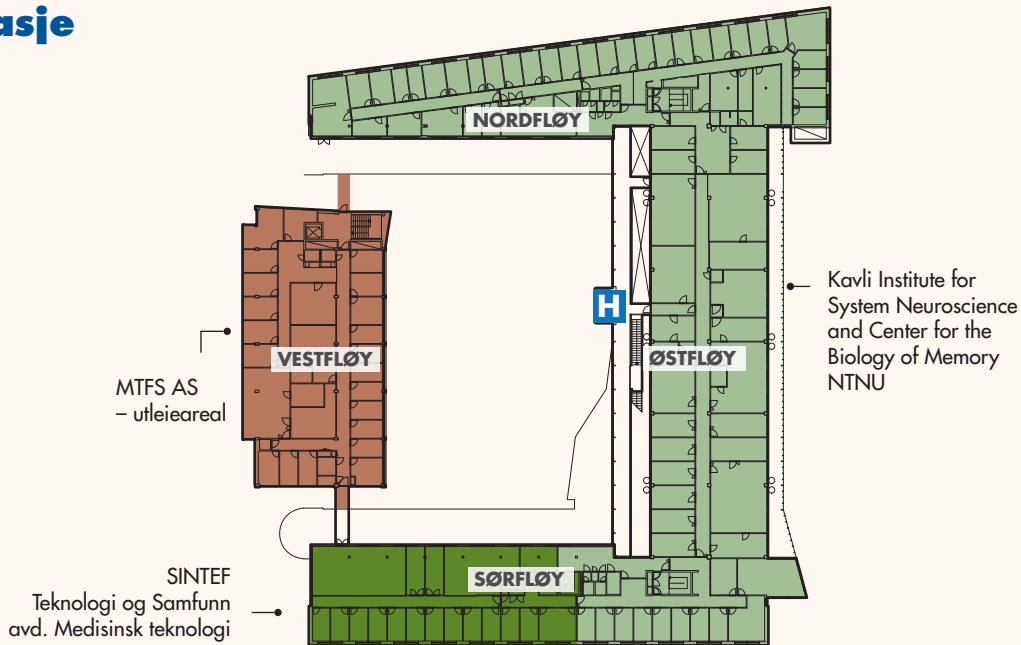 asje
NORDFLØY
H
Kavli Institute for
System Neuroscience
and Center for the
Biology of Memory
NTNU
VESTFLØY
ØSTFLØY
MTFS AS
– utleieareal
SØRFLØY
SINTEF
Teknologi og Samfunn
avd. Medisinsk teknologi